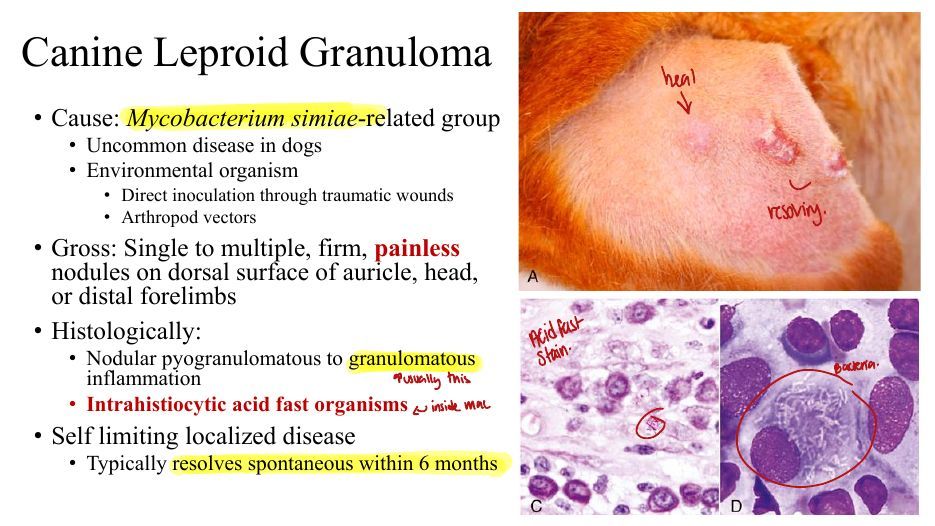 Canine Leproid Granuloma
• Cause: Mycobacterium simiae-related group
• Uncommon disease in dogs
• Environmental organism
• Direct inoculation through traumatic wounds
• Arthropod vectors
• Gross: Single to multiple, firm, painless
nodules on dorsal surface of auricle, head,
or distal forelimbs
• Histologically:
• Nodular pyogranulomatous to granulomatous
inflammation
↑usually this
• Intrahistiocytic acid fast organisms
inside mac
• Self limiting localized disease
• Typically resolves spontaneous within 6 months
heal
resolving.
A
Acid fast
stain.
C
Bacteria.
D